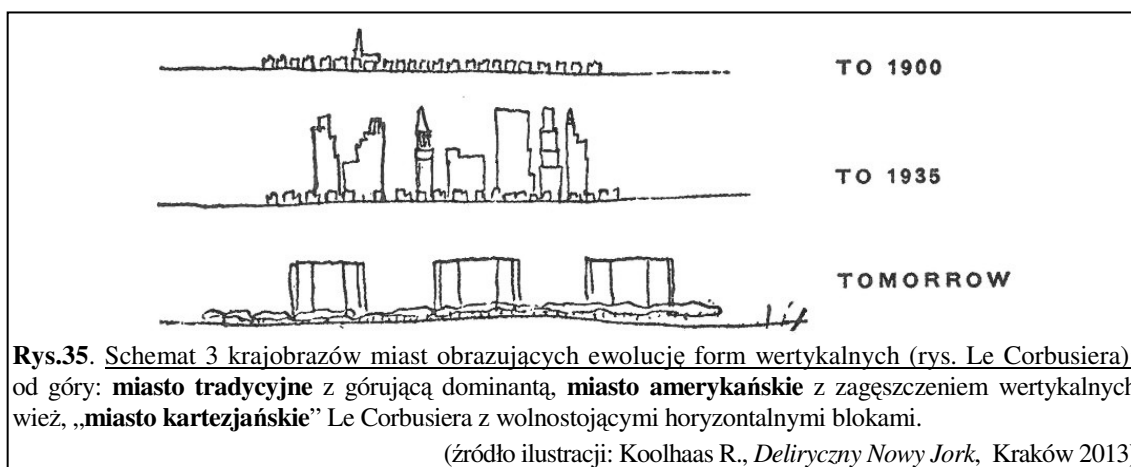 TO 1900
TO 1935
TOMORROW
Rys.35. Schemat 3 krajobrazów miast obrazujących ewolucję form wertykalnych (rys. Le Corbusiera)
od góry: miasto tradycyjne z górującą dominantą, miasto amerykańskie z zagęszczeniem wertykalnych
wież, „miasto kartezjańskie” Le Corbusiera z wolnostojącymi horyzontalnymi blokami.
(źródło ilustracji: Koolhaas R., Deliryczny Nowy Jork, Kraków 2013)